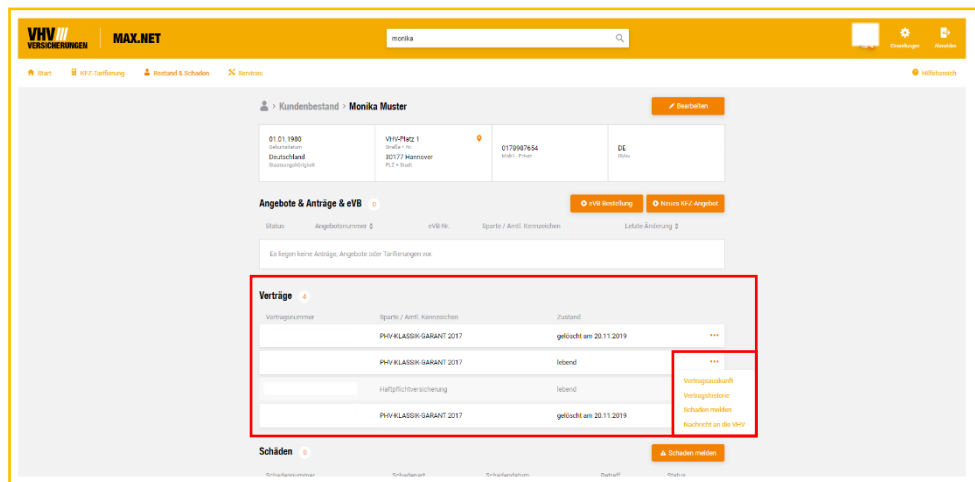 VHV///
VERSICHERUNGEN
MAX.NET
monika
Einstellungen
Abmelden
Start KFZ-Tarifierung Bestand & Schaden Services Hilfebereich
> Kundenbestand > Monika Muster
Bearbeiten
01.01.1980
Geburtsdatum
Deutschland
Staatsangehörigkeit
VHV-Platz 1
Straße + Nr.
30177 Hannover
PLZ + Stadt
0178987654
Mobil - Privat
DE
Angebote & Anträge & eVB 0
eVB Bestellung
Neues KFZ-Angebot
Status Angebotsnummer eVB-Nr. Sparte / Amtl. Kennzeichen Letzte Änderung
Es liegen keine Anträge, Angebote oder Tarifierungen vor.
Verträge 4
Vertragsnummer Sparte / Amtl. Kennzeichen Zustand
PHV-KLASSIK-GARANT 2017 gelöscht am 20.11.2019 •••
PHV-KLASSIK-GARANT 2017 lebend •••
Haftpflichtversicherung lebend
PHV-KLASSIK-GARANT 2017 gelöscht am 20.11.2019
Vertragsauskunft
Vertragshistorie
Schaden melden
Nachricht an die VHV
Schäden 0
Schaden melden
Schadennummer Schadenart Schadendatum Betreff Status